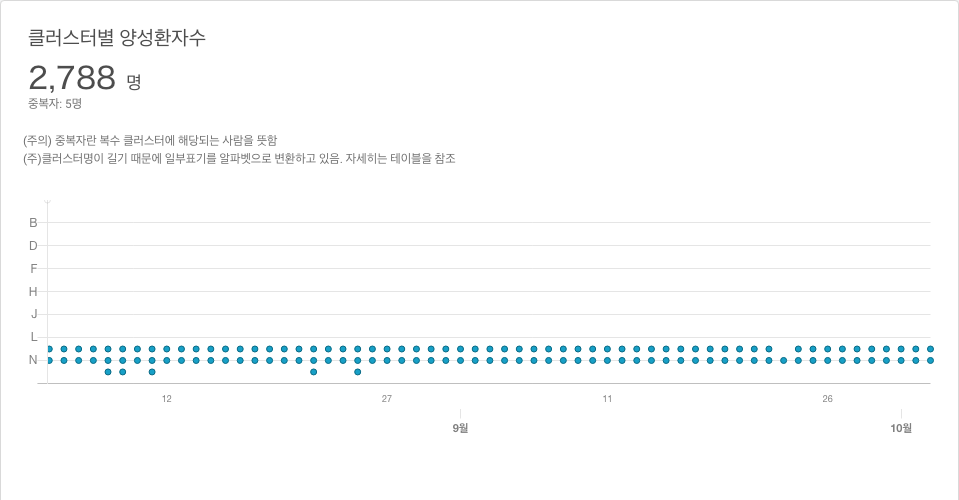 클러스터별 양성환자수
2,788 명
중복자: 5명
(주의) 중복자란 복수 클러스터에 해당되는 사람을 뜻함
(주)클러스터명이 길기 때문에 일부표기를 알파벳으로 변환하고 있음. 자세히는 테이블을 참조
B
D
F
H
J
L
N
12 27 11 26
9월 10월